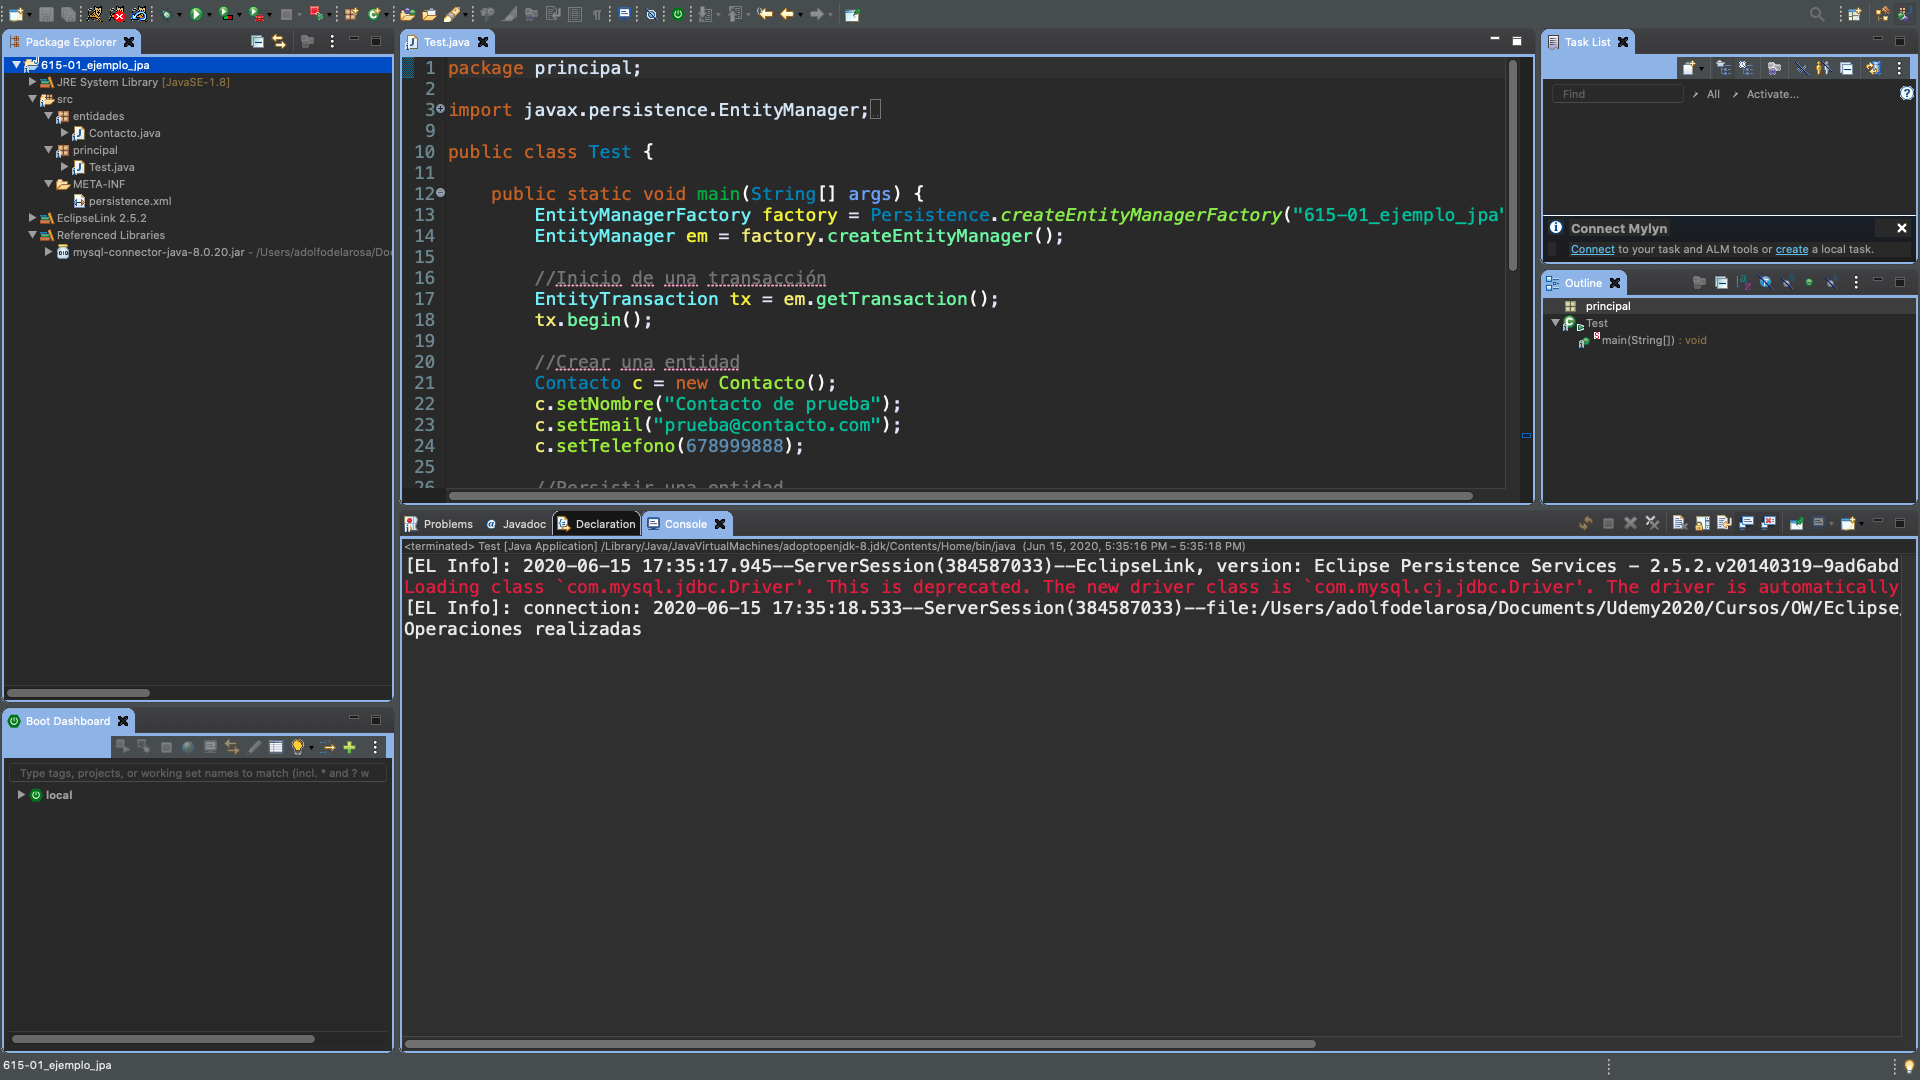 Package Explorer
615-01_ejemplo_jpa
JRE System Library [JavaSE-1.8]
src
entidades
Contacto.java
principal
Test.java
META-INF
persistence.xml
EclipseLink 2.5.2
Referenced Libraries
mysql-connector-java-8.0.20.jar - /Users/adolfodelarosa/Do
Boot Dashboard
Type tags, projects, or working set names to match (incl. * and ? w
local
Test.java
1 package principal;
2
3 import javax.persistence.EntityManager;
9
10 public class Test {
11
12 public static void main(String[] args) {
13 EntityManagerFactory factory = Persistence.createEntityManagerFactory("615-01_ejemplo_jpa"
14 EntityManager em = factory.createEntityManager();
15
16 //Inicio de una transacción
17 EntityTransaction tx = em.getTransaction();
18 tx.begin();
19
20 //Crear una entidad
21 Contacto c = new Contacto();
22 c.setNombre("Contacto de prueba");
23 c.setEmail("prueba@contacto.com");
24 c.setTelefono(678999888);
25
26 //Persistir una entidad
Problems
Javadoc
Declaration
Console
<terminated> Test [Java Application] /Library/Java/JavaVirtualMachines/adoptopenjdk-8.jdk/Contents/Home/bin/java (Jun 15, 2020, 5:35:16 PM – 5:35:18 PM)
[EL Info]: 2020-06-15 17:35:17.945--ServerSession(384587033)--EclipseLink, version: Eclipse Persistence Services - 2.5.2.v20140319-9ad6abd
Loading class `com.mysql.jdbc.Driver'. This is deprecated. The new driver class is `com.mysql.cj.jdbc.Driver'. The driver is automatically
[EL Info]: connection: 2020-06-15 17:35:18.533--ServerSession(384587033)--file:/Users/adolfodelarosa/Documents/Udemy2020/Cursos/OW/Eclipse/
Operaciones realizadas
Task List
Find
All
Activate...
Connect Mylyn
Connect to your task and ALM tools or create a local task.
Outline
principal
Test
main(String[]) : void
615-01_ejemplo_jpa